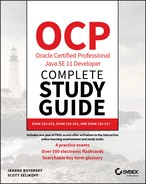 OCP
Oracle Certified Professional
Java SE 11 Developer
COMPLETE
STUDY
GUIDE
EXAM 1Z0-815, EXAM 1Z0-816, AND EXAM 1Z0-817
Includes one year of FREE access after activation to the interactive
online learning environment and study tools:
4 practice exams
Over 500 electronic flashcards
Searchable key term glossary
JEANNE BOYARSKY
SCOTT SELIKOFF
SYBEX
A Wiley Brand